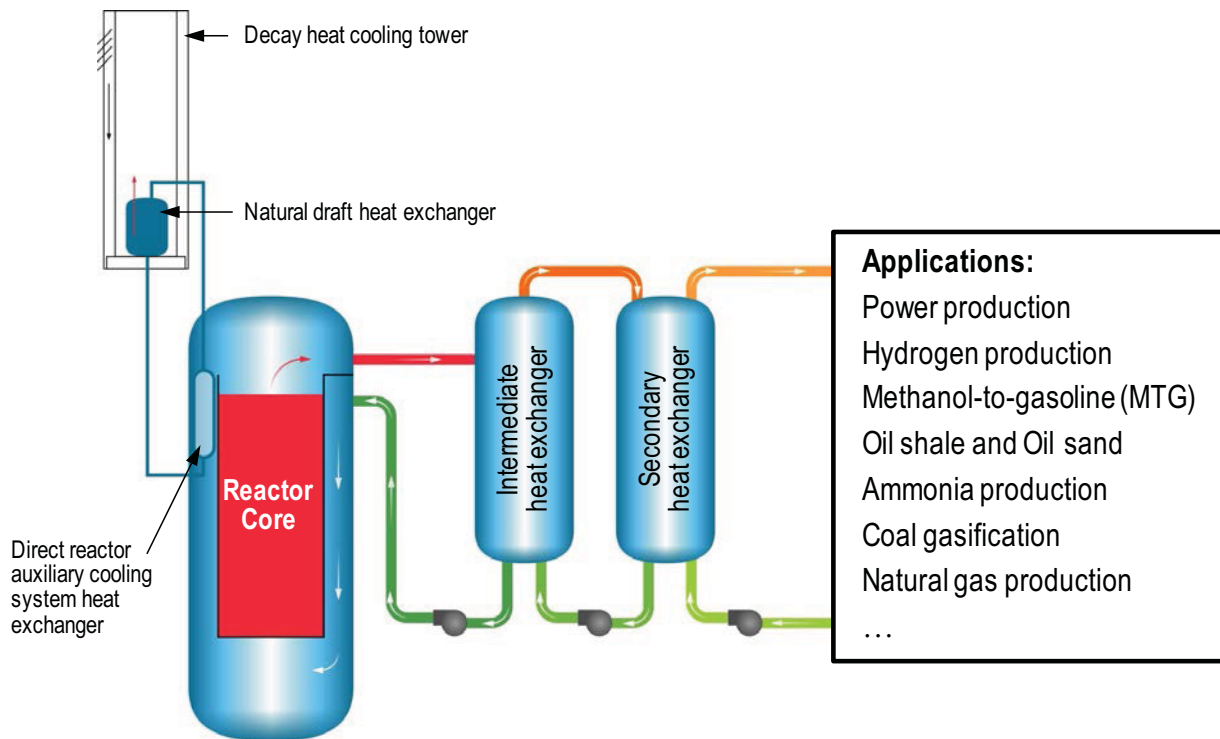 Decay heat cooling tower
Natural draft heat exchanger
Direct reactor
auxiliary cooling
system heat
exchanger
Reactor
Core
Intermediate
heat exchanger
Secondary
heat exchanger
Applications:
Power production
Hydrogen production
Methanol-to-gasoline (MTG)
Oil shale and Oil sand
Ammonia production
Coal gasification
Natural gas production
…